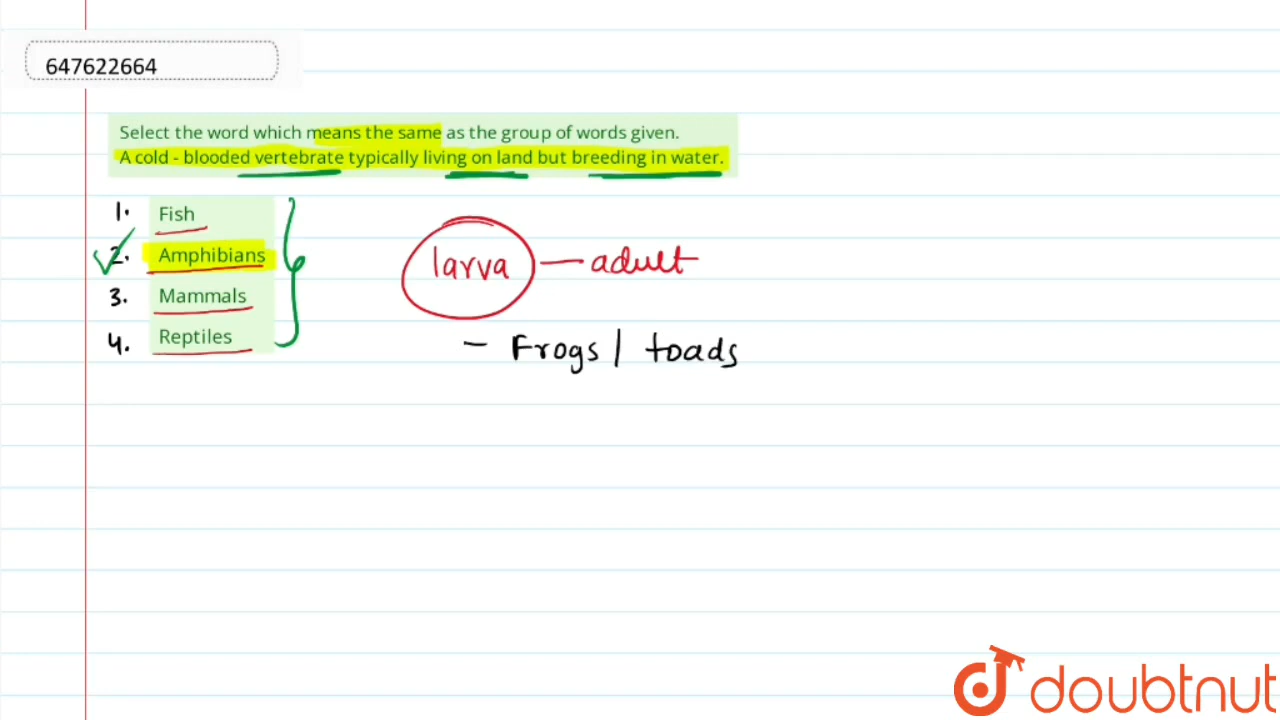 647622664
Select the word which means the same as the group of words given.
A cold - blooded vertebrate typically living on land but breeding in water.
1. Fish
2. Amphibians
3. Mammals
4. Reptiles
larva — adult
- Frogs / toads
doubtnut